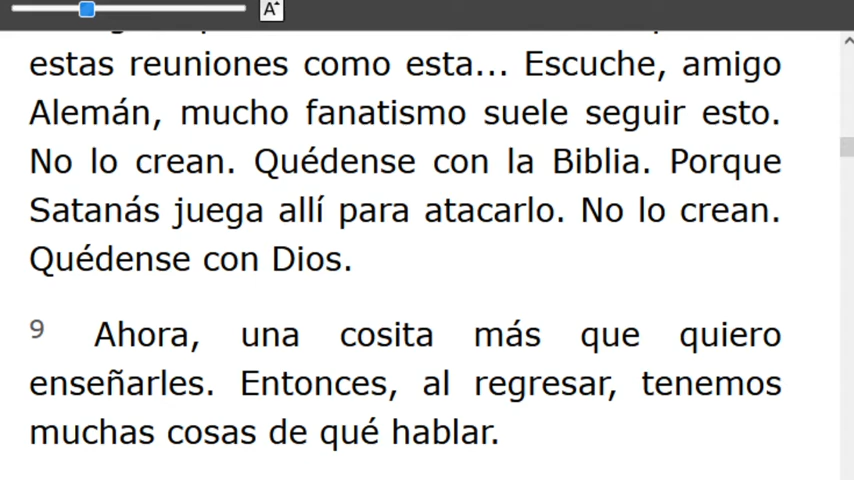 A
estas reuniones como esta... Escuche, amigo
Alemán, mucho fanatismo suele seguir esto.
No lo crean. Quédense con la Biblia. Porque
Satanás juega allí para atacarlo. No lo crean.
Quédense con Dios.
9 Ahora, una cosita más que quiero
enseñarles. Entonces, al regresar, tenemos
muchas cosas de qué hablar.